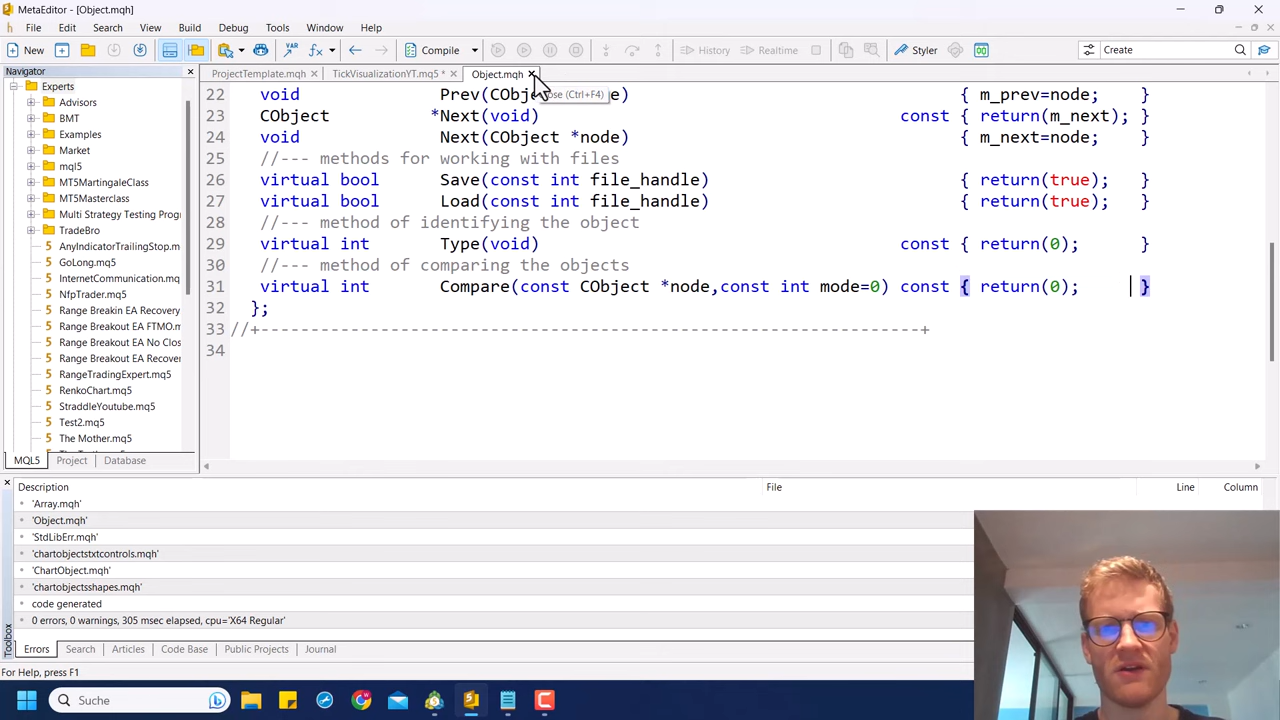 MetaEditor - [Object.mqh]
File Edit Search View Build Debug Tools Window Help
New Compile History Realtime Styler Create
Navigator
ProjectTemplate.mqh TickVisualizationYT.mq5 * Object.mqh
Close (Ctrl+F4)
Experts
Advisors
BMT
Examples
Market
mql5
MT5MartingaleClass
MT5Masterclass
Multi Strategy Testing Progr
TradeBro
AnyIndicatorTrailingStop.m
GoLong.mq5
InternetCommunication.mq
NfpTrader.mq5
Range Breakin EA Recovery
Range Breakout EA FTMO.m
Range Breakout EA No Clos
Range Breakout EA Recover
RangeTradingExpert.mq5
RenkoChart.mq5
StraddleYoutube.mq5
Test2.mq5
The Mother.mq5
MQL5 Project Database
22 void Prev(CObject *node) { m_prev=node; }
23 CObject *Next(void) const { return(m_next); }
24 void Next(CObject *node) { m_next=node; }
25 //--- methods for working with files
26 virtual bool Save(const int file_handle) { return(true); }
27 virtual bool Load(const int file_handle) { return(true); }
28 //--- method of identifying the object
29 virtual int Type(void) const { return(0); }
30 //--- method of comparing the objects
31 virtual int Compare(const CObject *node,const int mode=0) const { return(0); }
32 };
33 //+------------------------------------------------------------------+
34
Description File Line Column
'Array.mqh'
'Object.mqh'
'StdLibErr.mqh'
'chartobjectstxtcontrols.mqh'
'ChartObject.mqh'
'chartobjectsshapes.mqh'
code generated
0 errors, 0 warnings, 305 msec elapsed, cpu='X64 Regular'
Toolbox
Errors Search Articles Code Base Public Projects Journal
For Help, press F1
Suche